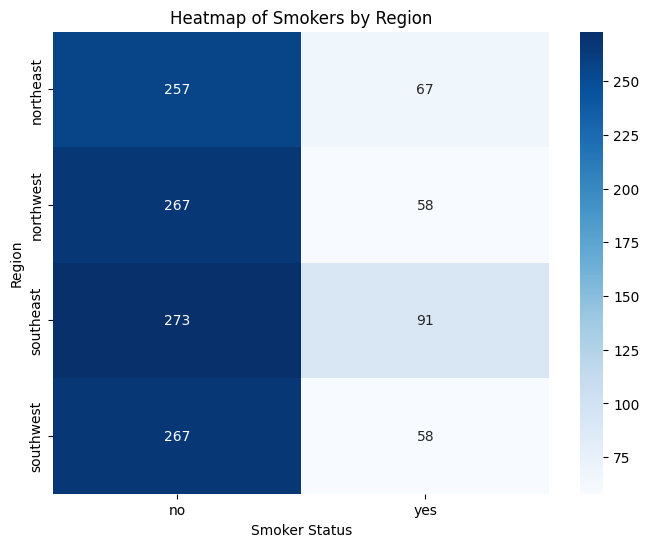 Heatmap of Smokers by Region
northeast
257
67
northwest
267
58
southeast
273
91
southwest
267
58
Region
no
yes
Smoker Status
250
225
200
175
150
125
100
75